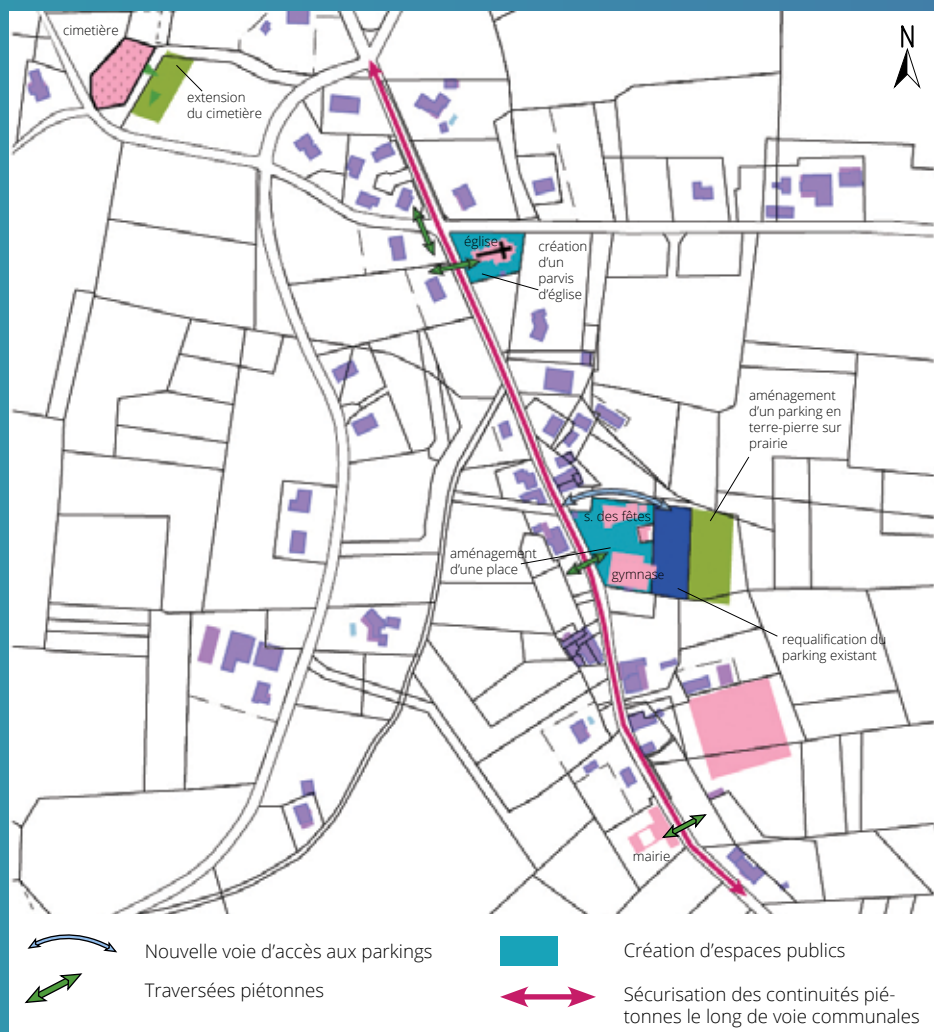 cimetière
N
extension
du cimetière
église
création
d'un
parvis
d'église
aménagement
d'un parking en
terre-pierre sur
prairie
s. des fêtes
aménagement
d'une place
gymnase
requalification du
parking existant
mairie
Nouvelle voie d'accès aux parkings
Création d'espaces publics
Traversées piétonnes
Sécurisation des continuités pié-
tonnes le long de voie communales